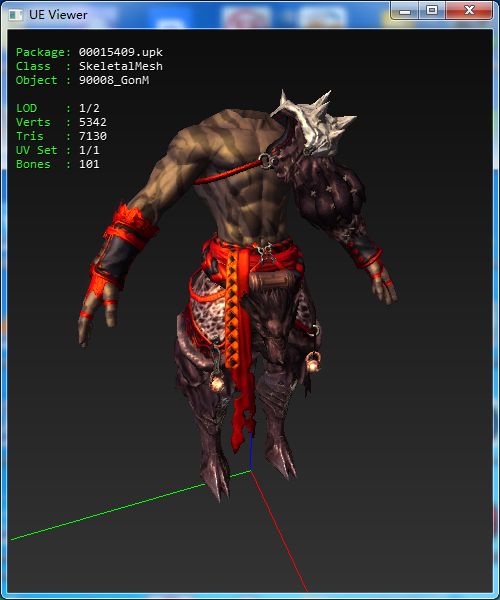 UE Viewer
Package: 00015409.upk
Class : SkeletalMesh
Object : 90008_GonM
LOD : 1/2
Verts : 5342
Tris : 7130
UV Set : 1/1
Bones : 101